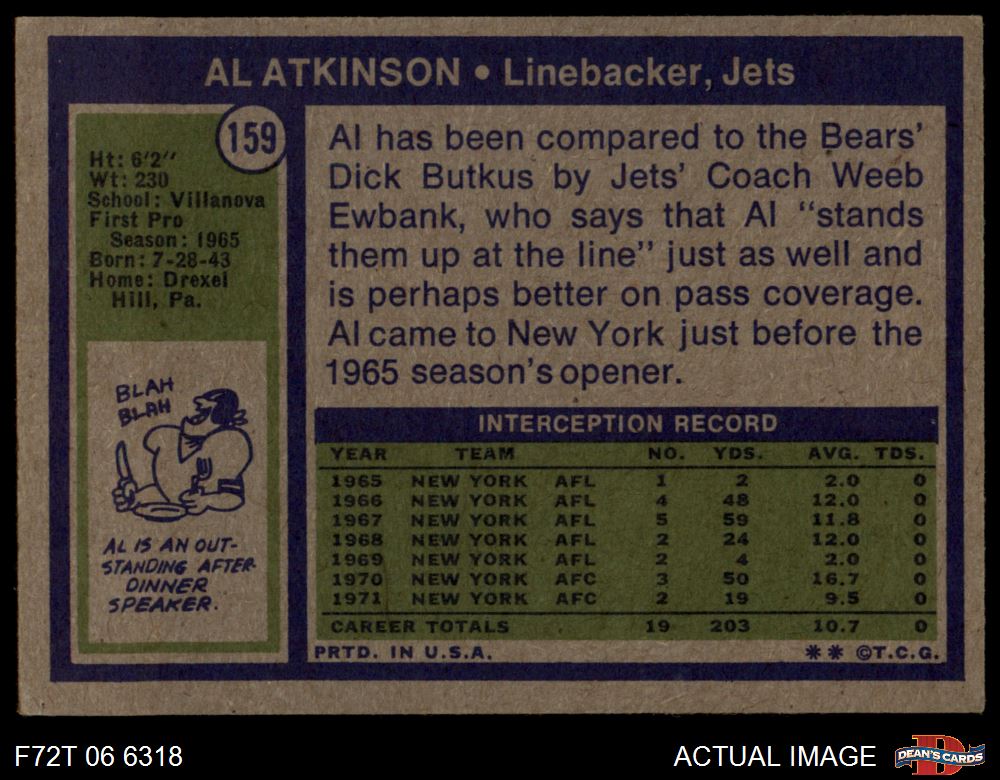 AL ATKINSON • Linebacker, Jets
159
Ht: 6'2"
Wt: 230
School: Villanova
First Pro
Season: 1965
Born: 7-28-43
Home: Drexel
Hill, Pa.
BLAH
BLAH
AL IS AN OUT-
STANDING AFTER-
DINNER
SPEAKER.
Al has been compared to the Bears'
Dick Butkus by Jets' Coach Weeb
Ewbank, who says that Al "stands
them up at the line" just as well and
is perhaps better on pass coverage.
Al came to New York just before the
1965 season's opener.
INTERCEPTION RECORD
YEAR TEAM NO. YDS. AVG. TDS.
1965 NEW YORK AFL 1 2 2.0 0
1966 NEW YORK AFL 4 48 12.0 0
1967 NEW YORK AFL 5 59 11.8 0
1968 NEW YORK AFL 2 24 12.0 0
1969 NEW YORK AFL 2 4 2.0 0
1970 NEW YORK AFC 3 50 16.7 0
1971 NEW YORK AFC 2 19 9.5 0
CAREER TOTALS 19 203 10.7 0
PRTD. IN U.S.A. ** ©T.C.G.
F72T 06 6318 ACTUAL IMAGE D DEAN'S CARDS